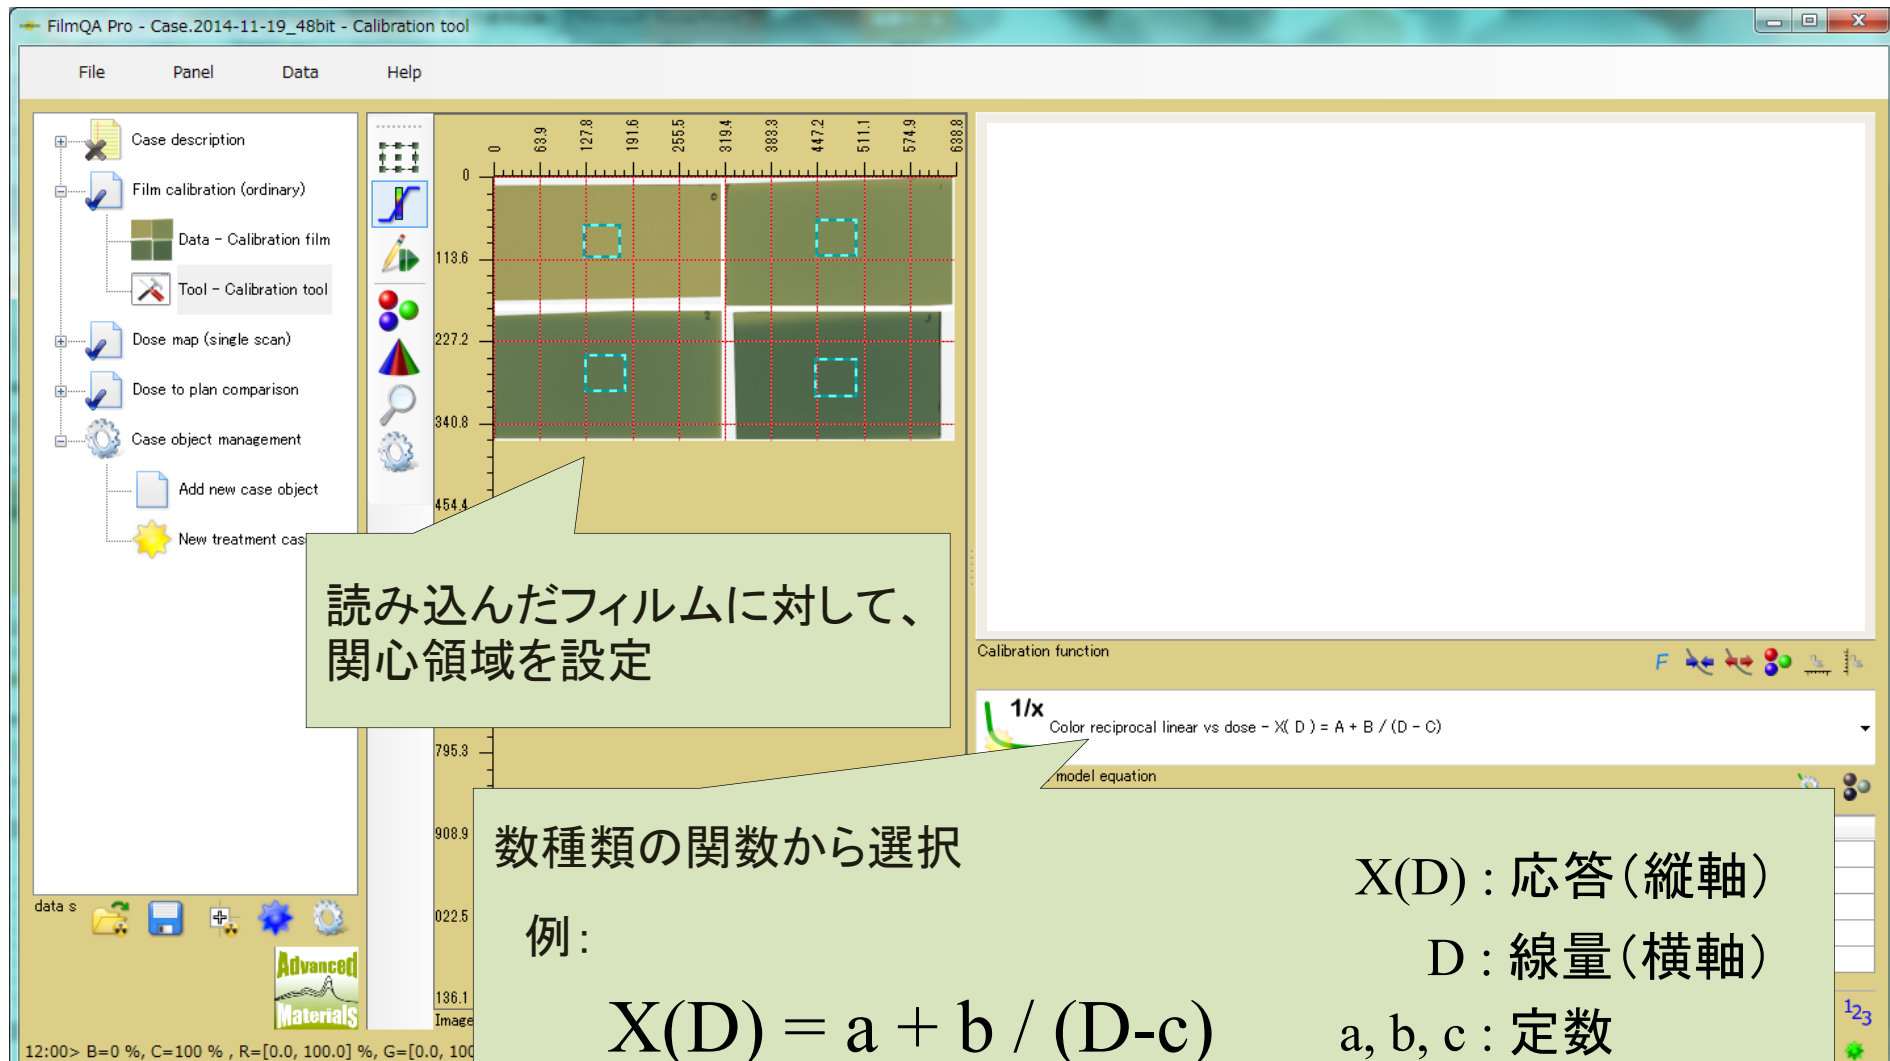 FilmQA Pro - Case.2014-11-19_48bit - Calibration tool
File Panel Data Help
Case description
Film calibration (ordinary)
Data - Calibration film
Tool - Calibration tool
Dose map (single scan)
Dose to plan comparison
Case object management
Add new case object
New treatment cas
data s
Advanced
Materials
0 63.9 127.8 191.6 255.5 319.4 383.3 447.2 511.1 574.9 638.8
0
113.6
227.2
340.8
454.4
795.3
908.9
022.5
136.1
Image
読み込んだフィルムに対して、
関心領域を設定
Calibration function
F
1/x
Color reciprocal linear vs dose - X( D ) = A + B / (D - C)
model equation
数種類の関数から選択
例：
X(D) = a + b / (D-c)
X(D) : 応答（縦軸）
D : 線量（横軸）
a, b, c : 定数
123
12:00> B=0 %, C=100 % , R=[0.0, 100.0] %, G=[0.0, 100